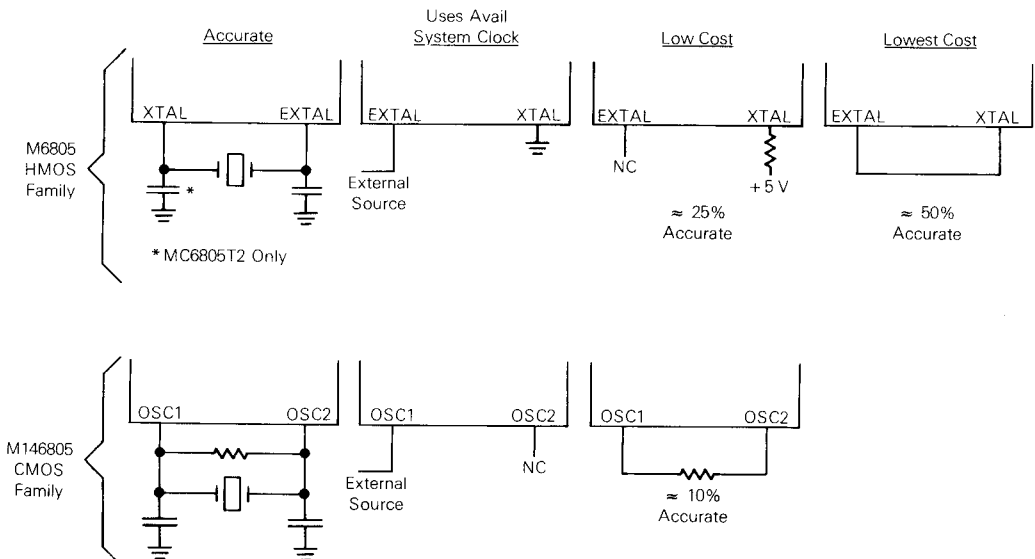 Accurate
Uses Avail
System Clock
Low Cost
Lowest Cost
M6805
HMOS
Family
XTAL EXTAL
*
* MC6805T2 Only
EXTAL XTAL
External
Source
EXTAL XTAL
NC
+5 V
≈ 25%
Accurate
EXTAL XTAL
≈ 50%
Accurate
M146805
CMOS
Family
OSC1 OSC2
OSC1 OSC2
External
Source
NC
OSC1 OSC2
≈ 10%
Accurate